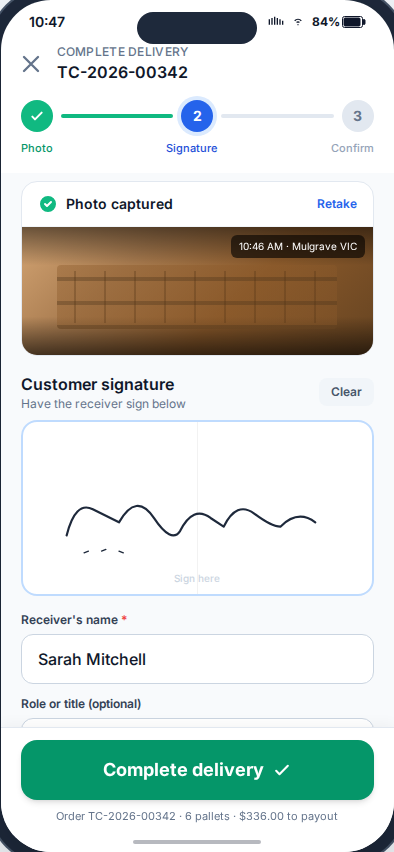 10:47
84%
COMPLETE DELIVERY
TC-2026-00342
2
3
Photo
Signature
Confirm
Photo captured
Retake
10:46 AM · Mulgrave VIC
Customer signature
Have the receiver sign below
Clear
Sign here
Receiver's name *
Sarah Mitchell
Role or title (optional)
Complete delivery
Order TC-2026-00342 · 6 pallets · $336.00 to payout